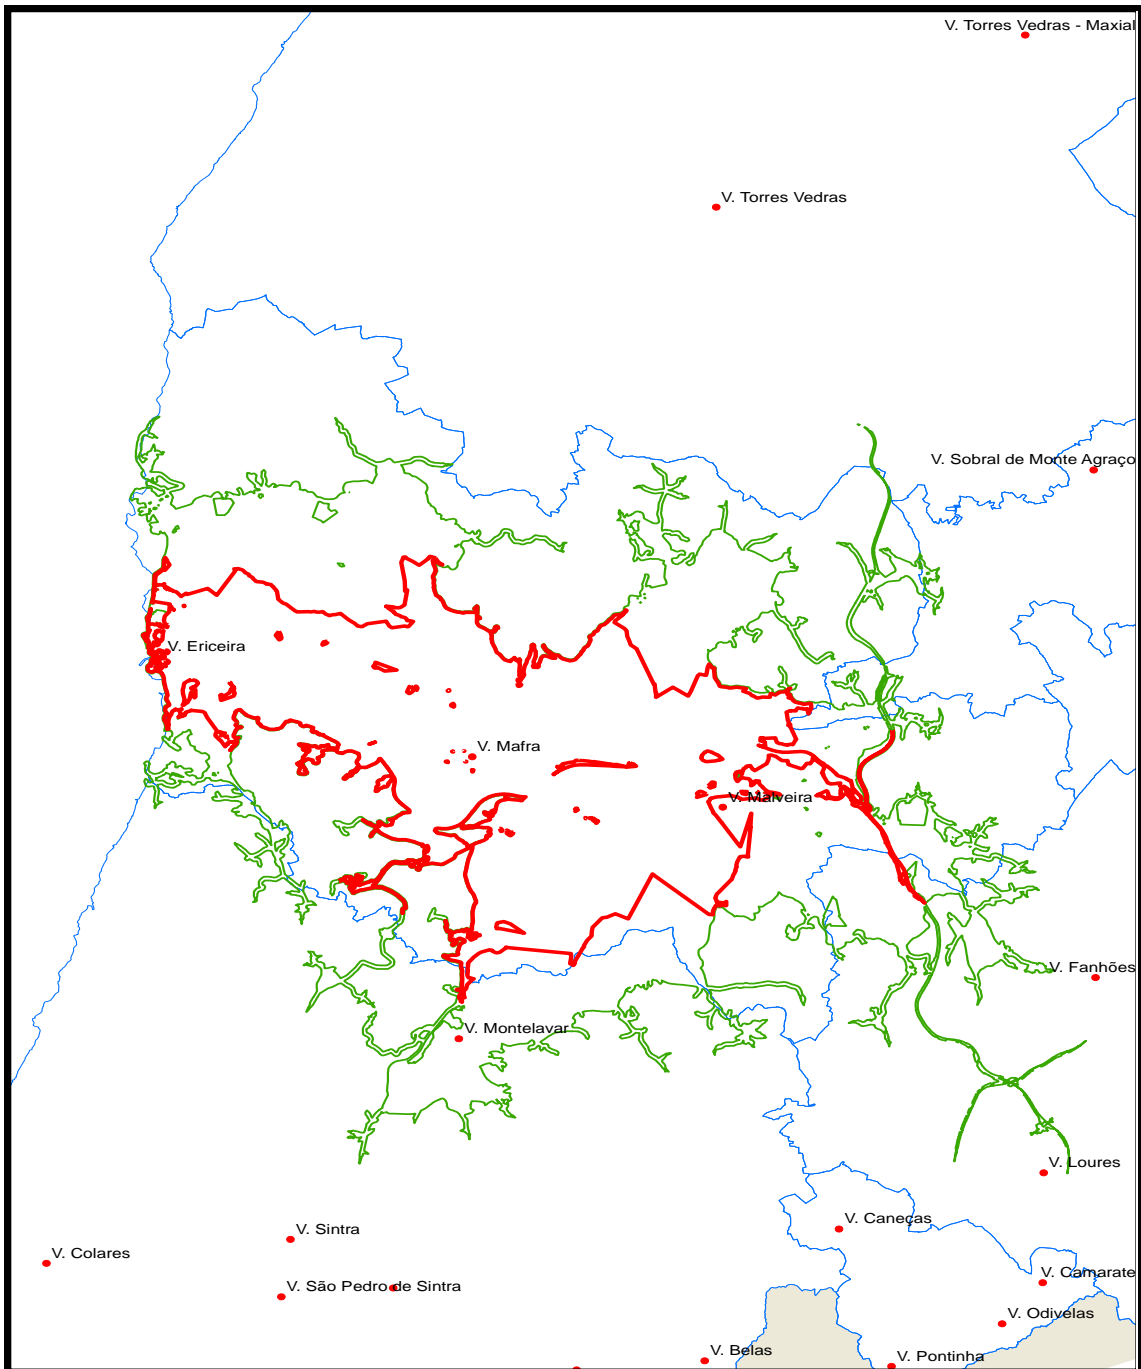 V. Torres Vedras - Maxial
V. Torres Vedras
V. Sobral de Monte Agraço
V. Ericeira
V. Mafra
V. Malveira
V. Fanhões
V. Montelavar
V. Loures
V. Caneças
V. Sintra
V. Colares
V. Camarate
V. São Pedro de Sintra
V. Odivelas
V. Belas
V. Pontinha